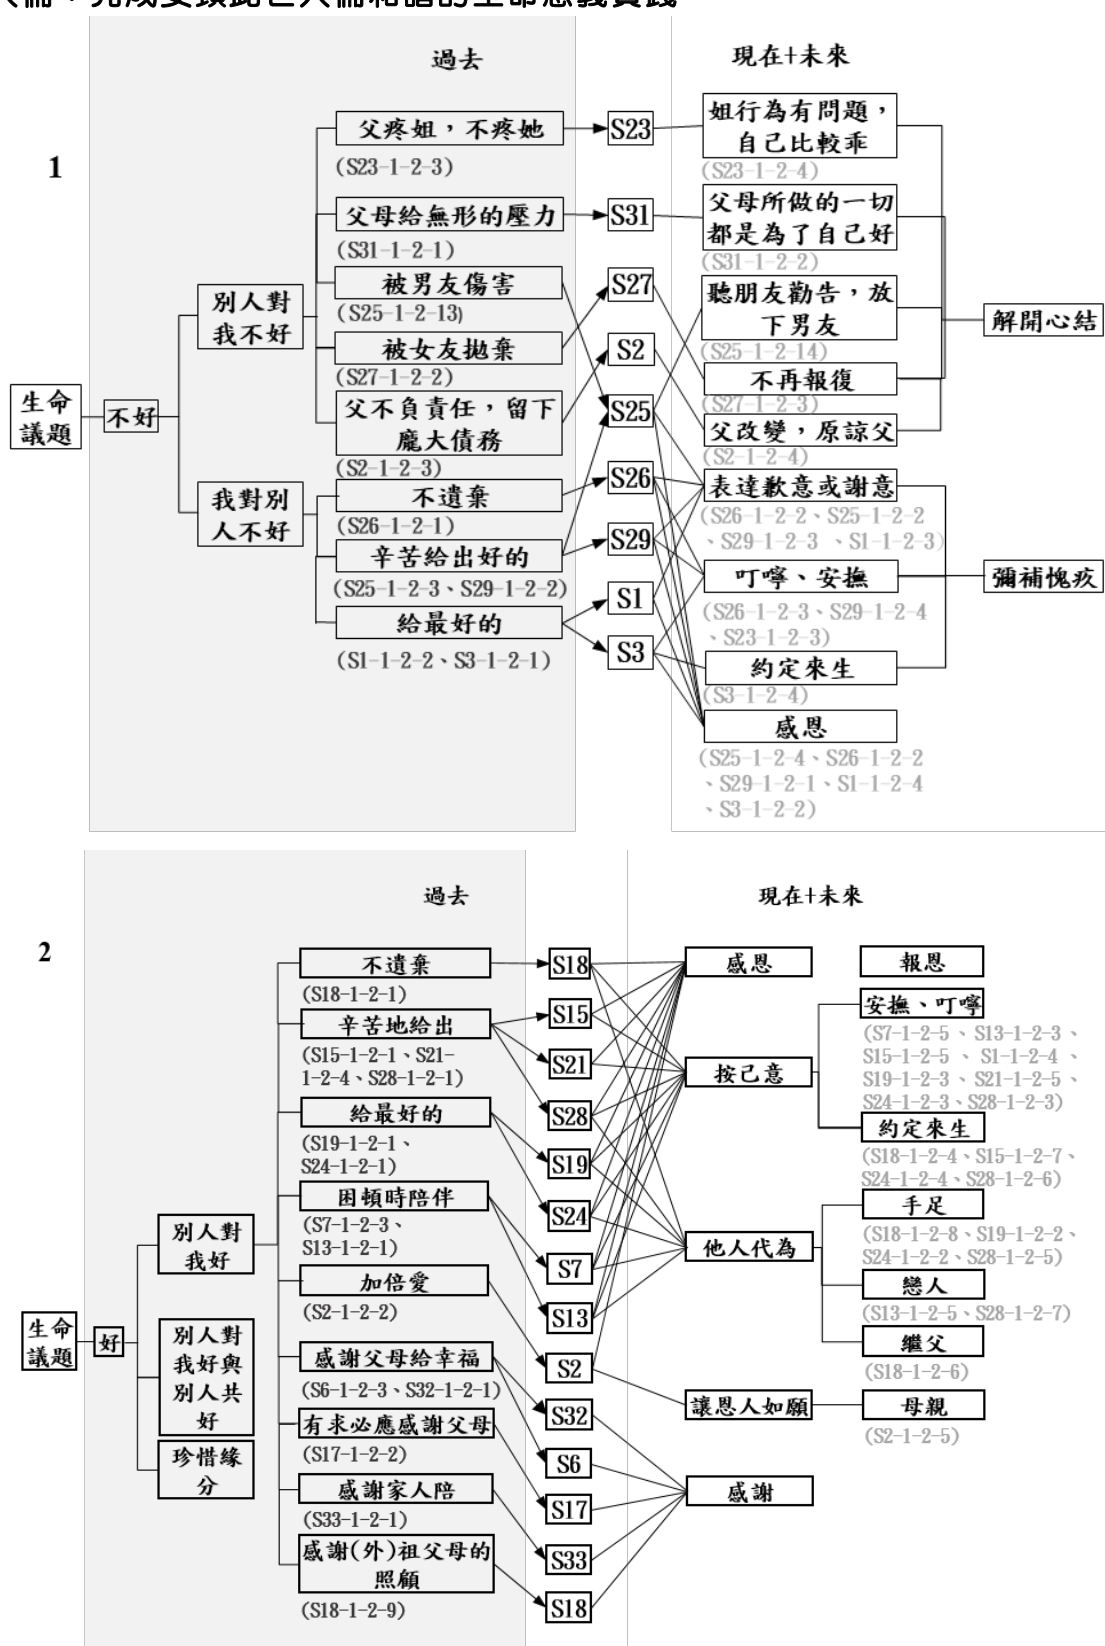 人倫，完成安頓此世人倫和諧的生命意義實踐
過去
現在+未來
1
生命
議題
不好
別人對
我不好
我對別
人不好
父疼姐，不疼她
(S23-1-2-3)
父母給無形的壓力
(S31-1-2-1)
被男友傷害
(S25-1-2-13)
被女友拋棄
(S27-1-2-2)
父不負責任，留下
龐大債務
(S2-1-2-3)
不遺棄
(S26-1-2-1)
辛苦給出好的
(S25-1-2-3、S29-1-2-2)
給最好的
(S1-1-2-2、S3-1-2-1)
S23
S31
S27
S2
S25
S26
S29
S1
S3
姐行為有問題，
自己比較乖
(S23-1-2-4)
父母所做的一切
都是為了自己好
(S31-1-2-2)
聽朋友勸告，放
下男友
(S25-1-2-14)
不再報復
(S27-1-2-3)
父改變，原諒父
(S2-1-2-4)
表達歉意或謝意
(S26-1-2-2、S25-1-2-2
、S29-1-2-3 、S1-1-2-3)
叮嚀、安撫
(S26-1-2-3、S29-1-2-4
、S23-1-2-3)
約定來生
(S3-1-2-4)
感恩
(S25-1-2-4、S26-1-2-2
、S29-1-2-1、S1-1-2-4
、S3-1-2-2)
解開心結
彌補愧疚
過去
現在+未來
2
生命
議題
好
別人對
我好
別人對
我好與
別人共
好
珍惜緣
分
不遺棄
(S18-1-2-1)
辛苦地給出
(S15-1-2-1、S21-
1-2-4、S28-1-2-1)
給最好的
(S19-1-2-1、
S24-1-2-1)
困頓時陪伴
(S7-1-2-3、
S13-1-2-1)
加倍愛
(S2-1-2-2)
感謝父母給幸福
(S6-1-2-3、S32-1-2-1)
有求必應感謝父母
(S17-1-2-2)
感謝家人陪
(S33-1-2-1)
感謝(外)祖父母的
照顧
(S18-1-2-9)
S18
S15
S21
S28
S19
S24
S7
S13
S2
S32
S6
S17
S33
S18
感恩
按己意
他人代為
讓恩人如願
感謝
報恩
安撫、叮嚀
(S7-1-2-5、S13-1-2-3、
S15-1-2-5 、 S1-1-2-4 、
S19-1-2-3 、S21-1-2-5、
S24-1-2-3、S28-1-2-3)
約定來生
(S18-1-2-4、S15-1-2-7、
S24-1-2-4、S28-1-2-6)
手足
(S18-1-2-8、S19-1-2-2、
S24-1-2-2、S28-1-2-5)
戀人
(S13-1-2-5、S28-1-2-7)
繼父
(S18-1-2-6)
母親
(S2-1-2-5)